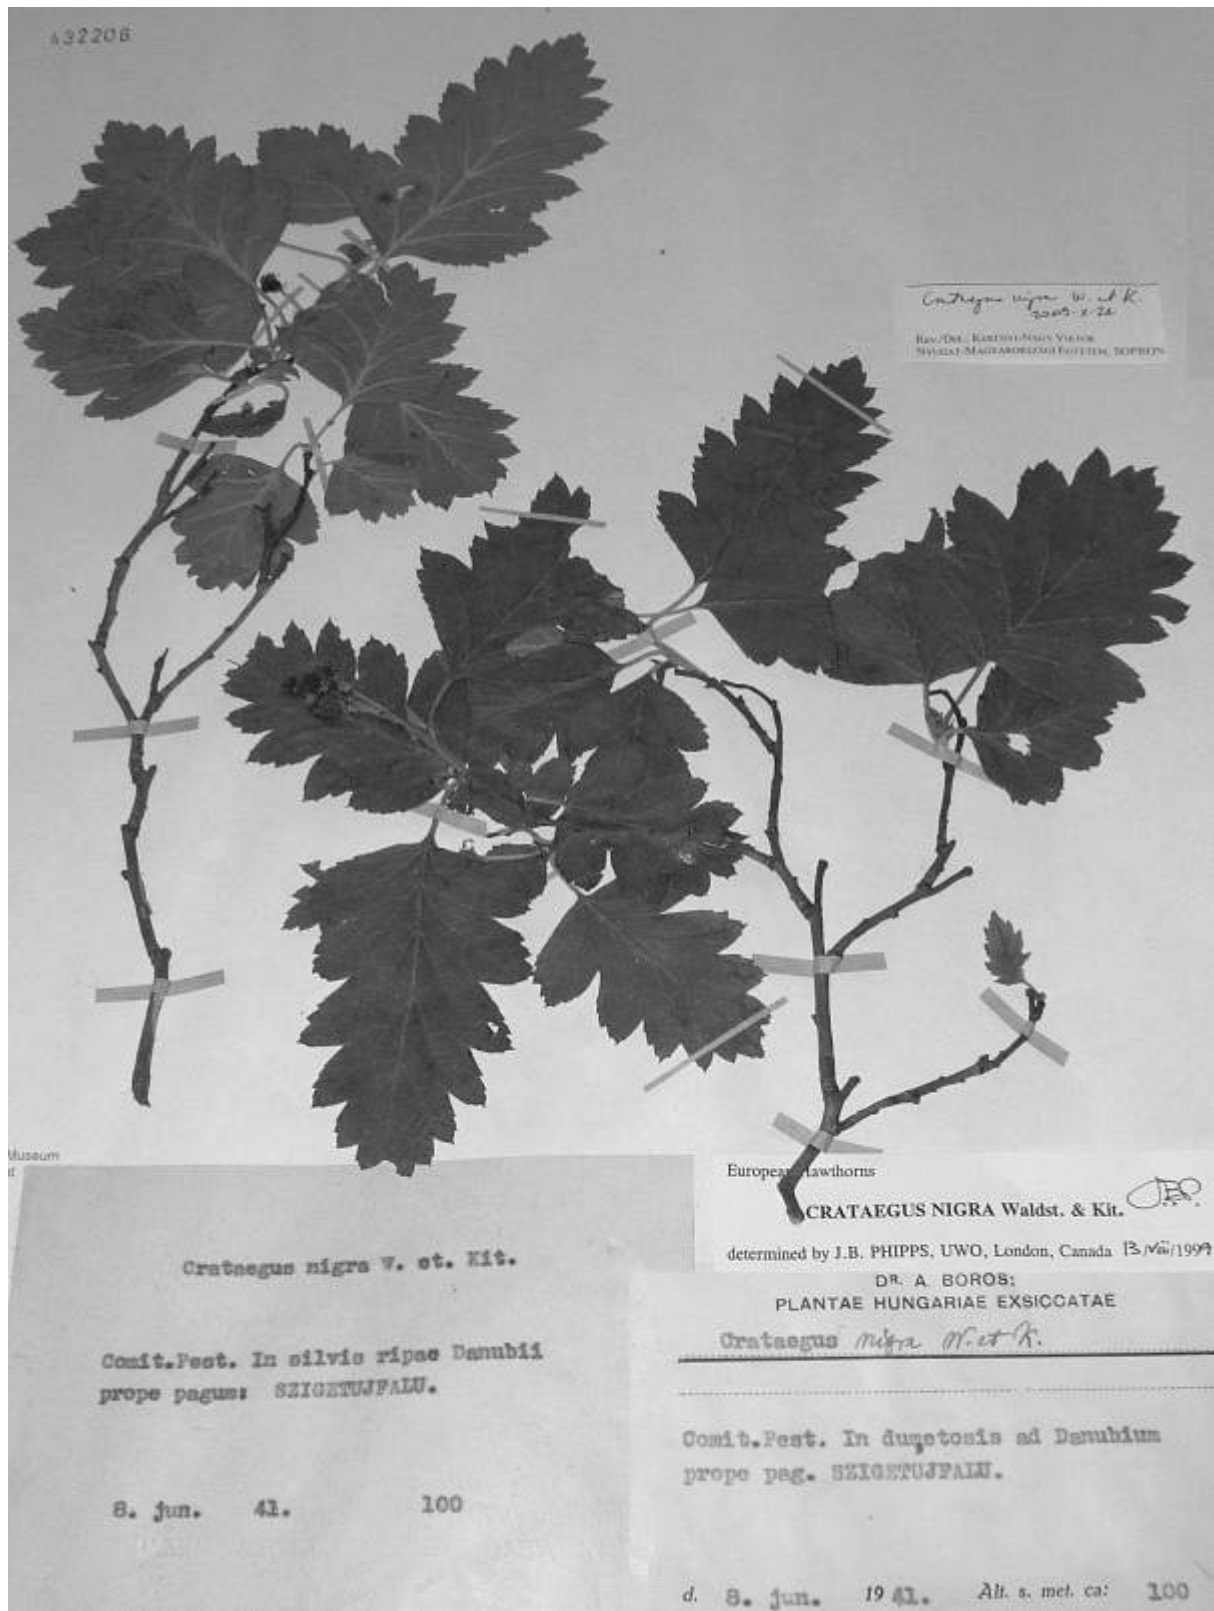 A32206
Crataegus nigra W. et K.
2009-X-22
Rev./Det.: Kerényi-Nagy Viktor
Nyugat-Magyarországi Egyetem, SOPRON
Museum
European Hawthorns
CRATAEGUS NIGRA Waldst. & Kit.
determined by J.B. PHIPPS, UWO, London, Canada 13/viii/1999
Crataegus nigra W. et. Kit.
Comit.Pest. In silvis ripae Danubii
prope pagum: SZIGETUJFALU.
8. jun. 41. 100
DR. A. BOROS:
PLANTAE HUNGARIAE EXSICCATAE
Crataegus nigra W. et K.
Comit.Pest. In dumetosis ad Danubium
prope pag. SZIGETUJFALU.
d. 8. jun. 1941. Alt. s. met. ca: 100